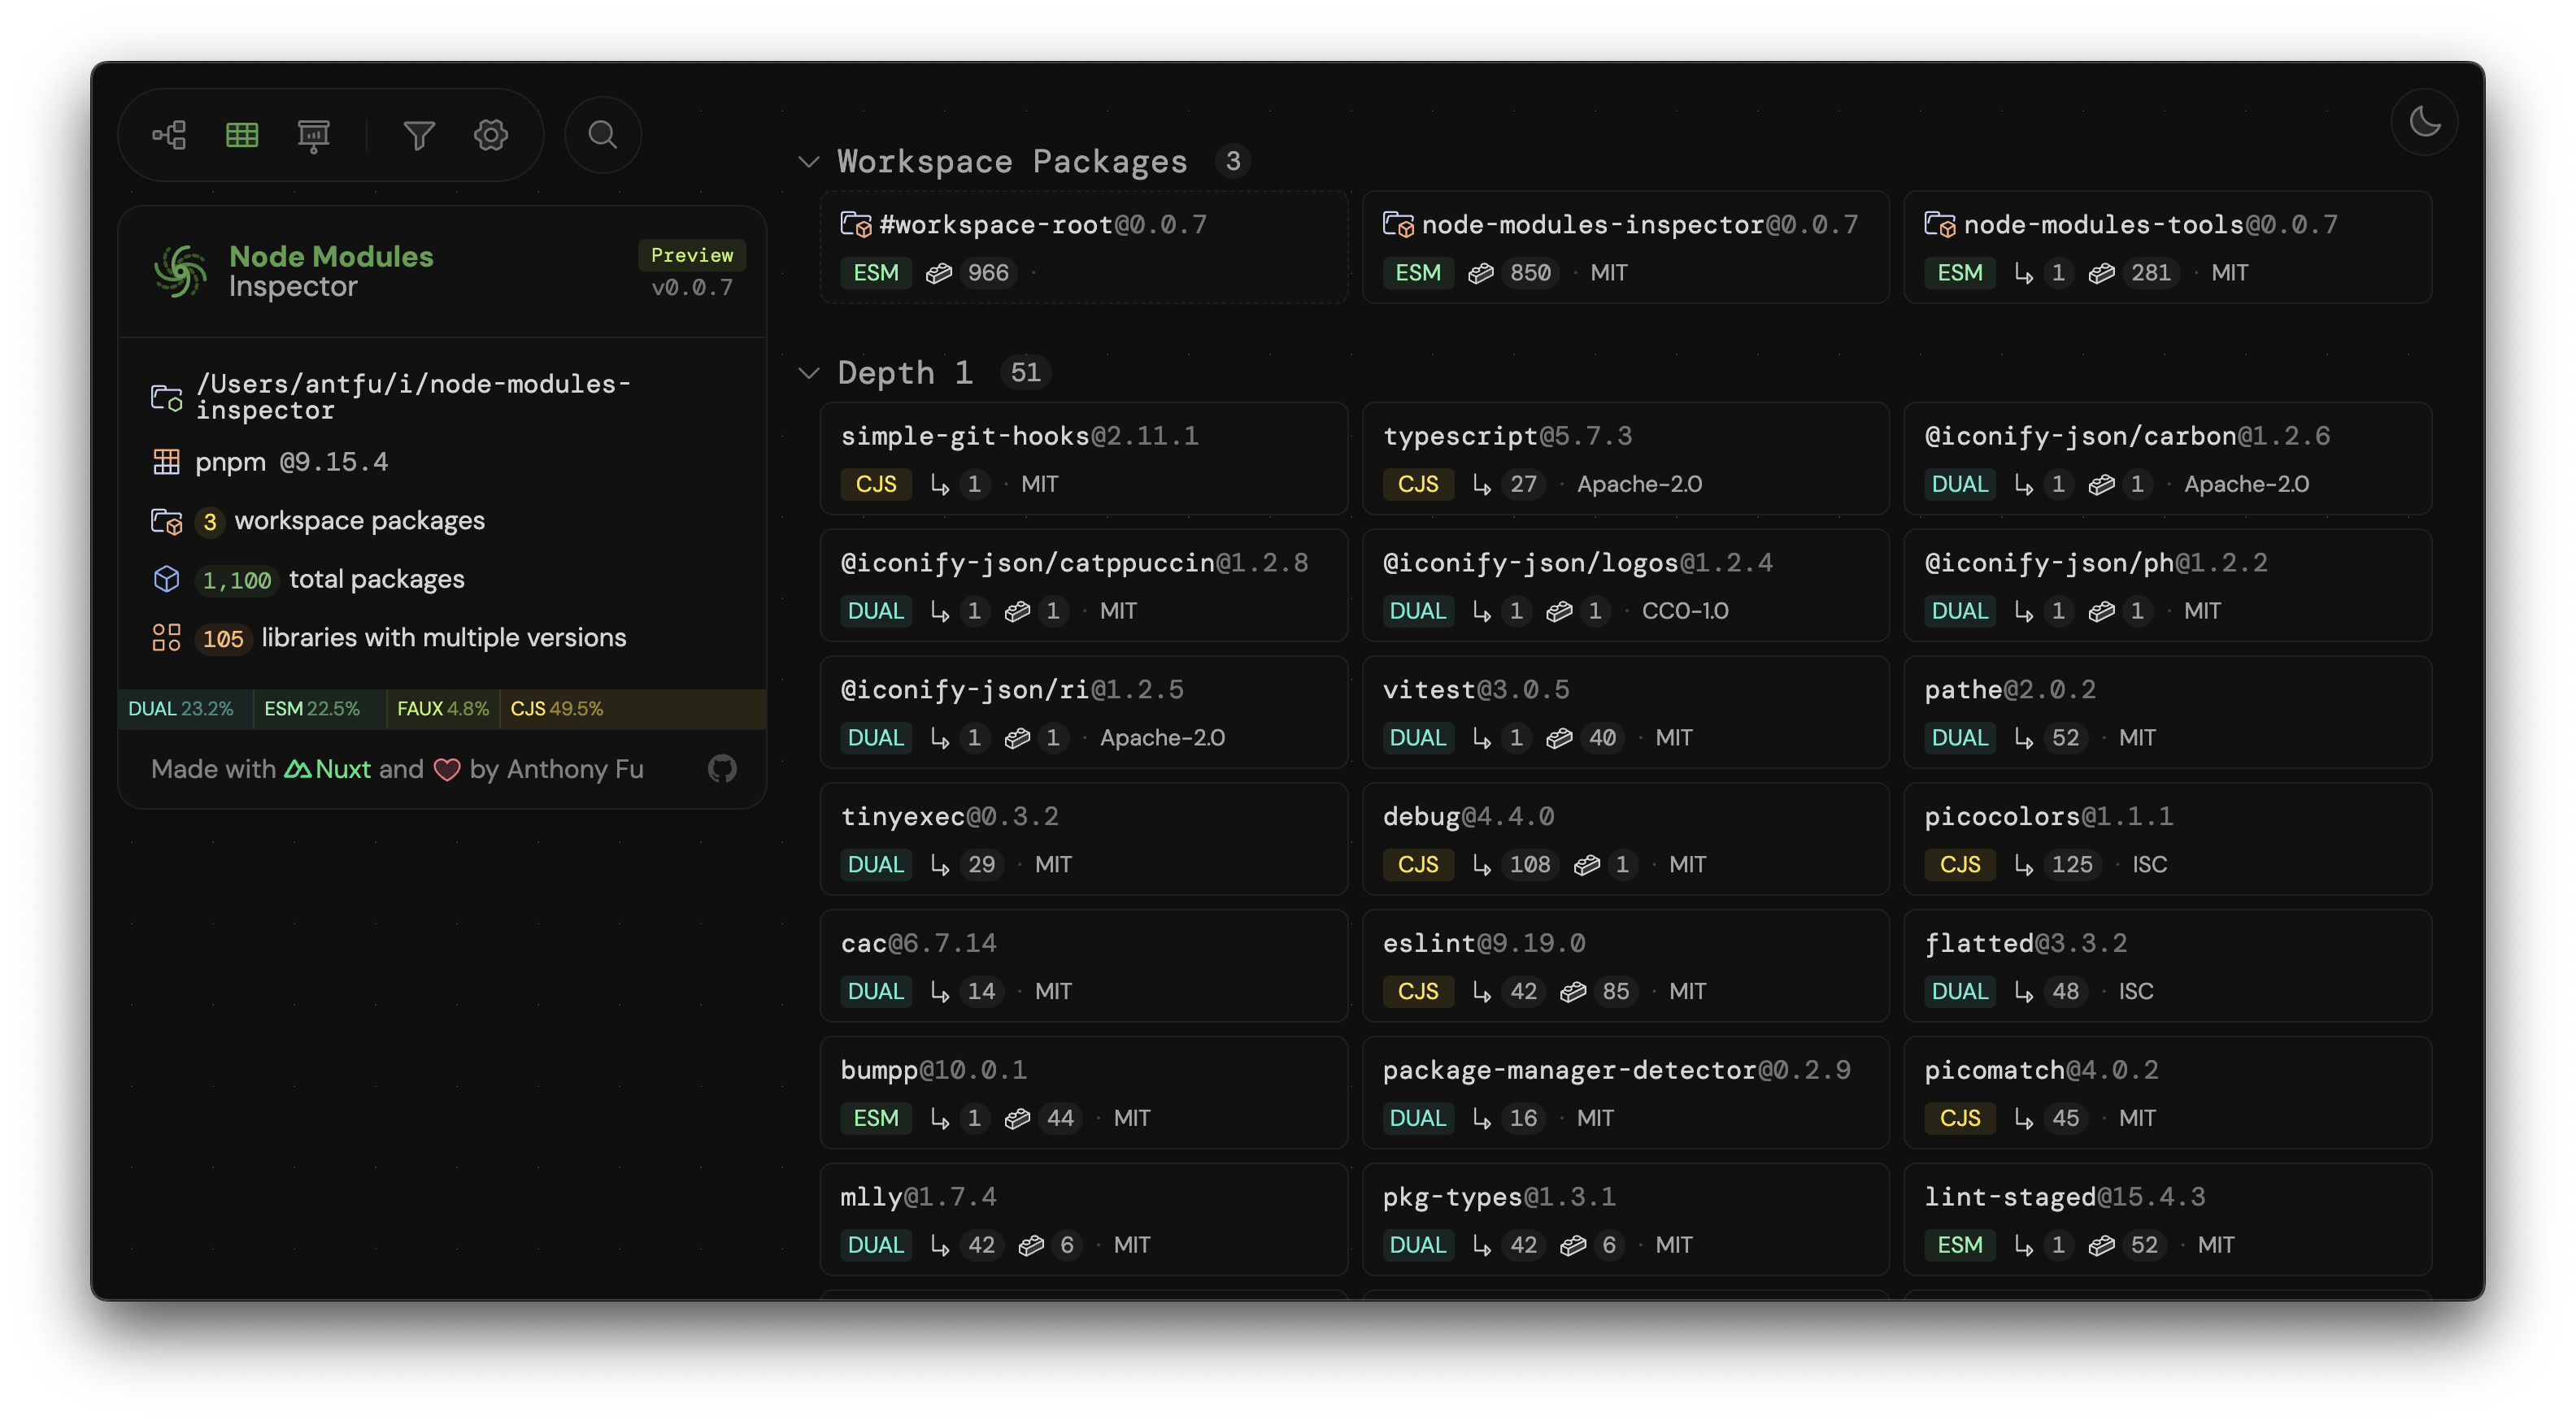 Node Modules
Inspector
Preview
v0.0.7
/Users/antfu/i/node-modules-
inspector
pnpm @9.15.4
3 workspace packages
1,100 total packages
105 libraries with multiple versions
DUAL 23.2% ESM 22.5% FAUX 4.8% CJS 49.5%
Made with Nuxt and by Anthony Fu
Workspace Packages 3
#workspace-root@0.0.7
ESM 966 ·
node-modules-inspector@0.0.7
ESM 850 · MIT
node-modules-tools@0.0.7
ESM 1 281 · MIT
Depth 1 51
simple-git-hooks@2.11.1
CJS 1 · MIT
typescript@5.7.3
CJS 27 · Apache-2.0
@iconify-json/carbon@1.2.6
DUAL 1 1 · Apache-2.0
@iconify-json/catppuccin@1.2.8
DUAL 1 1 · MIT
@iconify-json/logos@1.2.4
DUAL 1 1 · CC0-1.0
@iconify-json/ph@1.2.2
DUAL 1 1 · MIT
@iconify-json/ri@1.2.5
DUAL 1 1 · Apache-2.0
vitest@3.0.5
DUAL 1 40 · MIT
pathe@2.0.2
DUAL 52 · MIT
tinyexec@0.3.2
DUAL 29 · MIT
debug@4.4.0
CJS 108 1 · MIT
picocolors@1.1.1
CJS 125 · ISC
cac@6.7.14
DUAL 14 · MIT
eslint@9.19.0
CJS 42 85 · MIT
flatted@3.3.2
DUAL 48 · ISC
bumpp@10.0.1
ESM 1 44 · MIT
package-manager-detector@0.2.9
DUAL 16 · MIT
picomatch@4.0.2
CJS 45 · MIT
mlly@1.7.4
DUAL 42 6 · MIT
pkg-types@1.3.1
DUAL 42 6 · MIT
lint-staged@15.4.3
ESM 1 52 · MIT